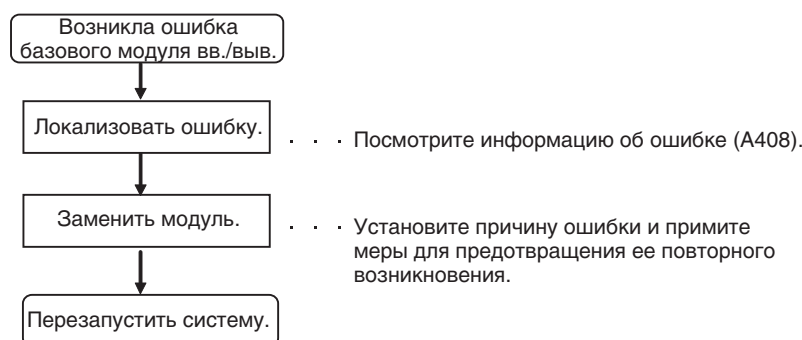 Возникла ошибка
базового модуля вв./выв.
Локализовать ошибку.
· · · Посмотрите информацию об ошибке (A408).
Заменить модуль.
· · · Установите причину ошибки и примите
меры для предотвращения ее повторного
возникновения.
Перезапустить систему.